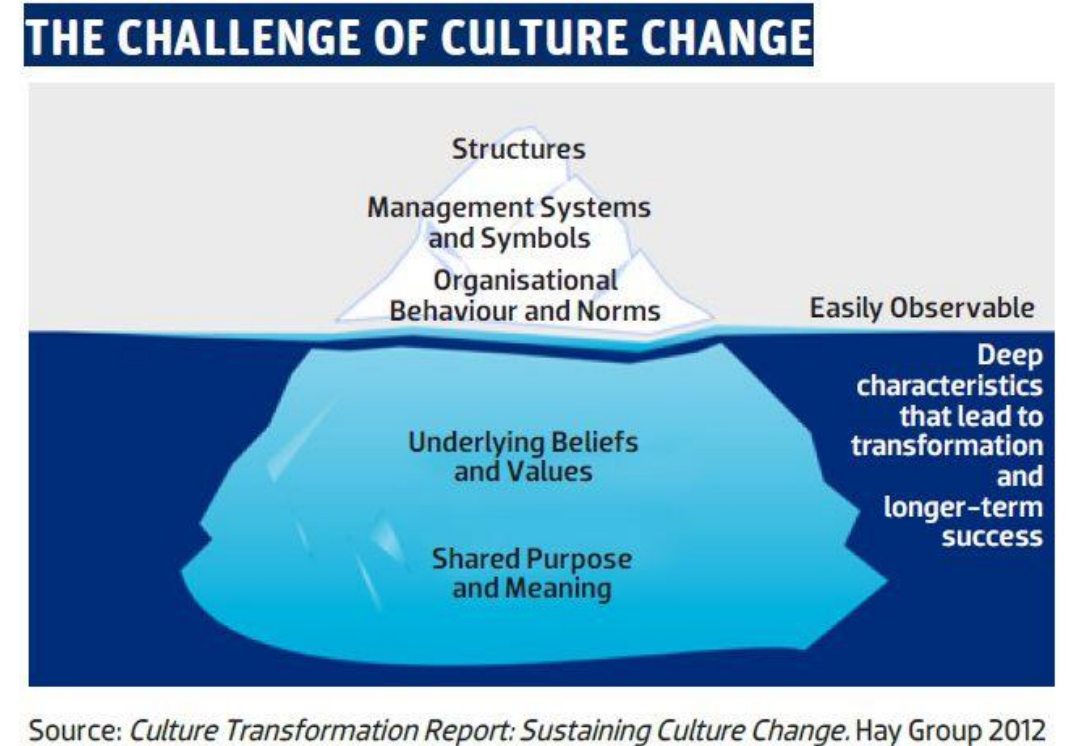 THE CHALLENGE OF CULTURE CHANGE
Structures
Management Systems
and Symbols
Organisational
Behaviour and Norms
Easily Observable
Deep
characteristics
that lead to
transformation
and
longer-term
success
Underlying Beliefs
and Values
Shared Purpose
and Meaning
Source: Culture Transformation Report: Sustaining Culture Change. Hay Group 2012